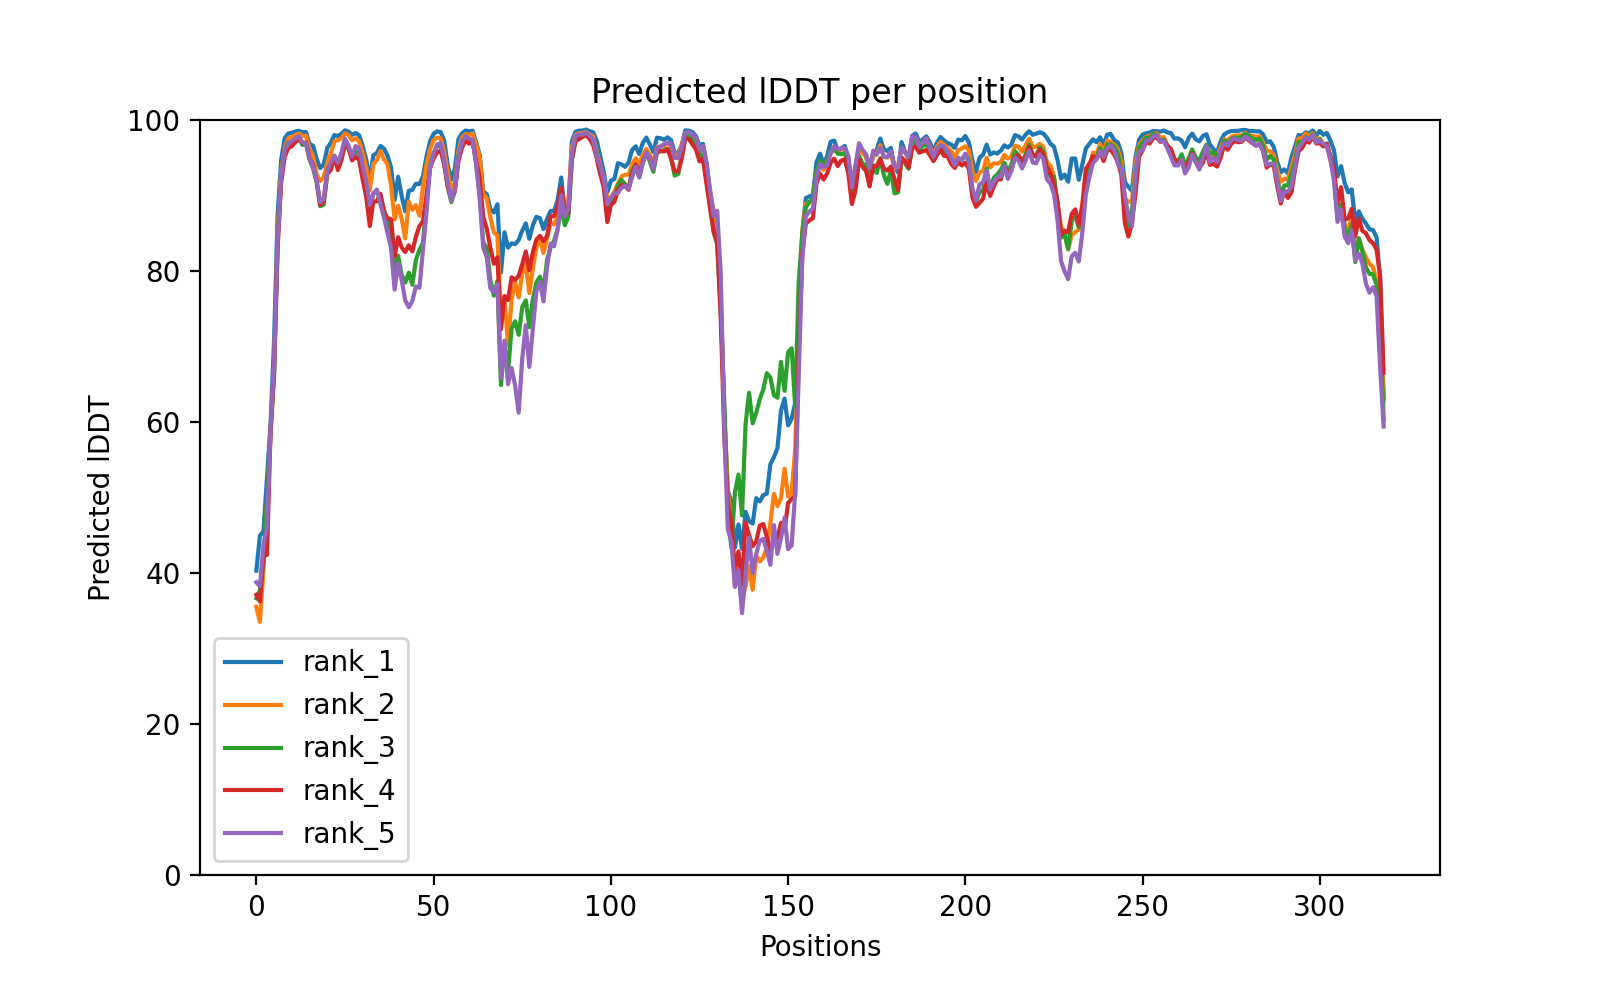 Predicted lDDT per position
100
80
60
40
20
0
Predicted lDDT
rank_1
rank_2
rank_3
rank_4
rank_5
0 50 100 150 200 250 300
Positions